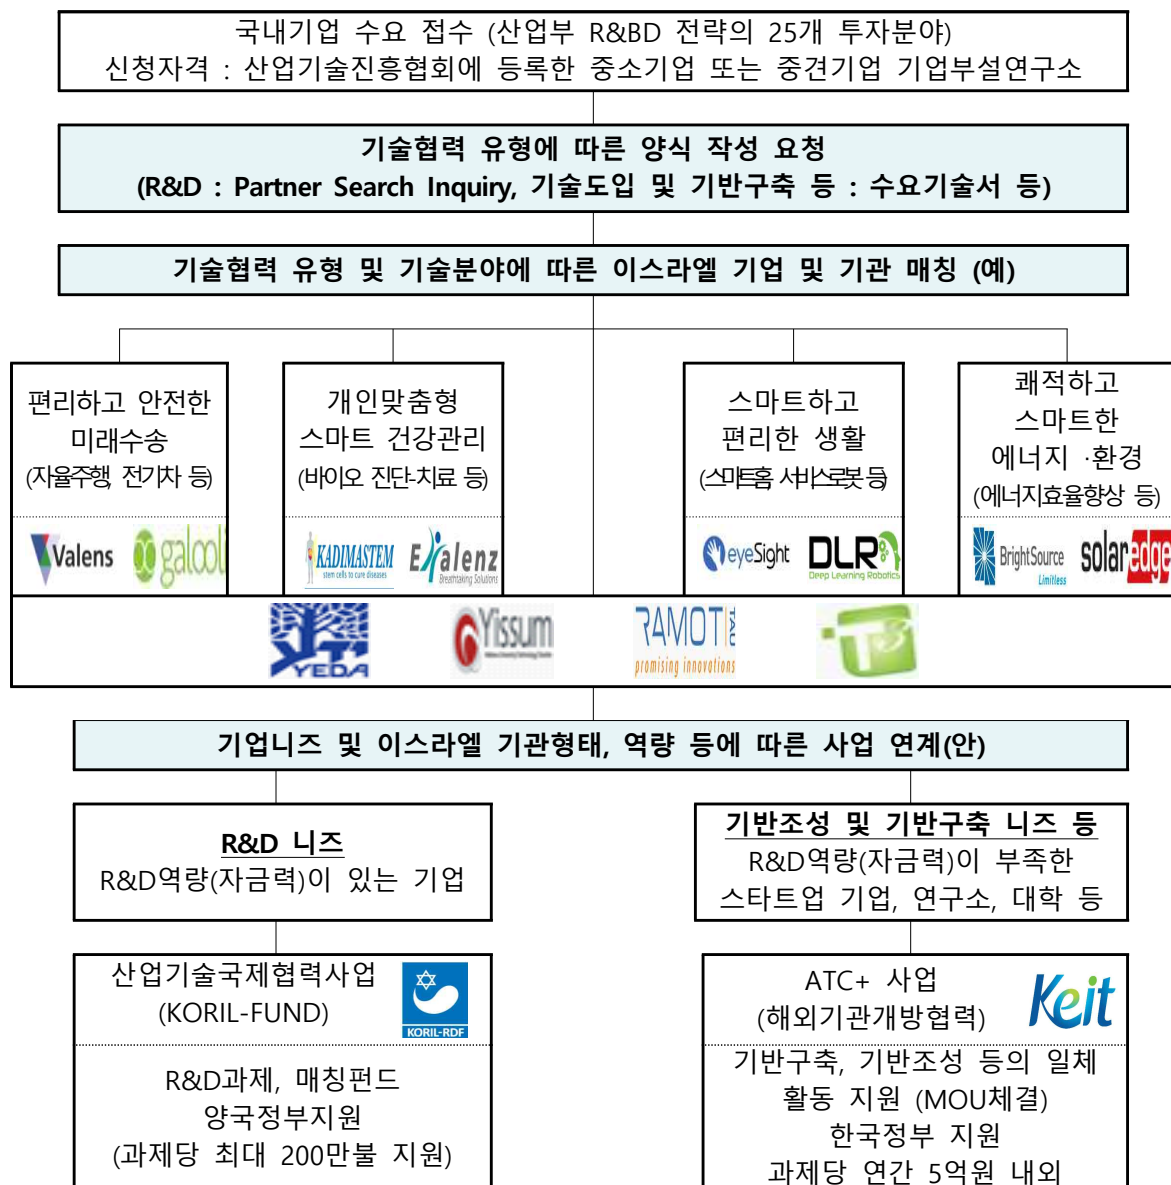 국내기업 수요 접수 (산업부 R&BD 전략의 25개 투자분야)
신청자격 : 산업기술진흥협회에 등록한 중소기업 또는 중견기업 기업부설연구소
기술협력 유형에 따른 양식 작성 요청
(R&D : Partner Search Inquiry, 기술도입 및 기반구축 등 : 수요기술서 등)
기술협력 유형 및 기술분야에 따른 이스라엘 기업 및 기관 매칭 (예)
편리하고 안전한
미래수송
(자율주행, 전기차 등)
Valens
galooli
개인맞춤형
스마트 건강관리
(바이오 진단·치료 등)
KADIMASTEM
stem cells to cure diseases
Exalenz
Breathtaking Solutions
스마트하고
편리한 생활
(스마트홈 서비스로봇 등)
eyeSight
DLR
Deep Learning Robotics
쾌적하고
스마트한
에너지 ·환경
(에너지효율향상 등)
BrightSource
Limitless
solaredge
YEDA
Yissum
RAMOT
TAU
promising innovations
T3
기업니즈 및 이스라엘 기관형태, 역량 등에 따른 사업 연계(안)
R&D 니즈
R&D역량(자금력)이 있는 기업
기반조성 및 기반구축 니즈 등
R&D역량(자금력)이 부족한
스타트업 기업, 연구소, 대학 등
산업기술국제협력사업
(KORIL-FUND)
KORIL-RDF
R&D과제, 매칭펀드
양국정부지원
(과제당 최대 200만불 지원)
ATC+ 사업
(해외기관개방협력)
Keit
기반구축, 기반조성 등의 일체
활동 지원 (MOU체결)
한국정부 지원
과제당 연간 5억원 내외